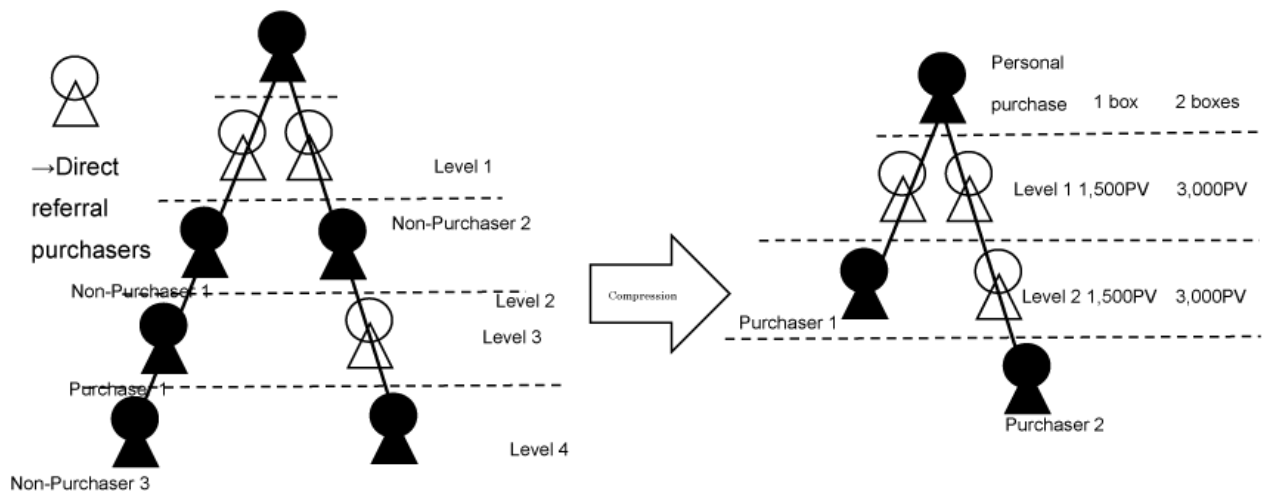 →Direct
referral
purchasers
Level 1
Non-Purchaser 2
Non-Purchaser 1
Level 2
Level 3
Purchase 1
Level 4
Non-Purchaser 3
Compression
Personal
purchase 1 box 2 boxes
Level 1 1,500PV 3,000PV
Level 2 1,500PV 3,000PV
Purchaser 1
Purchaser 2